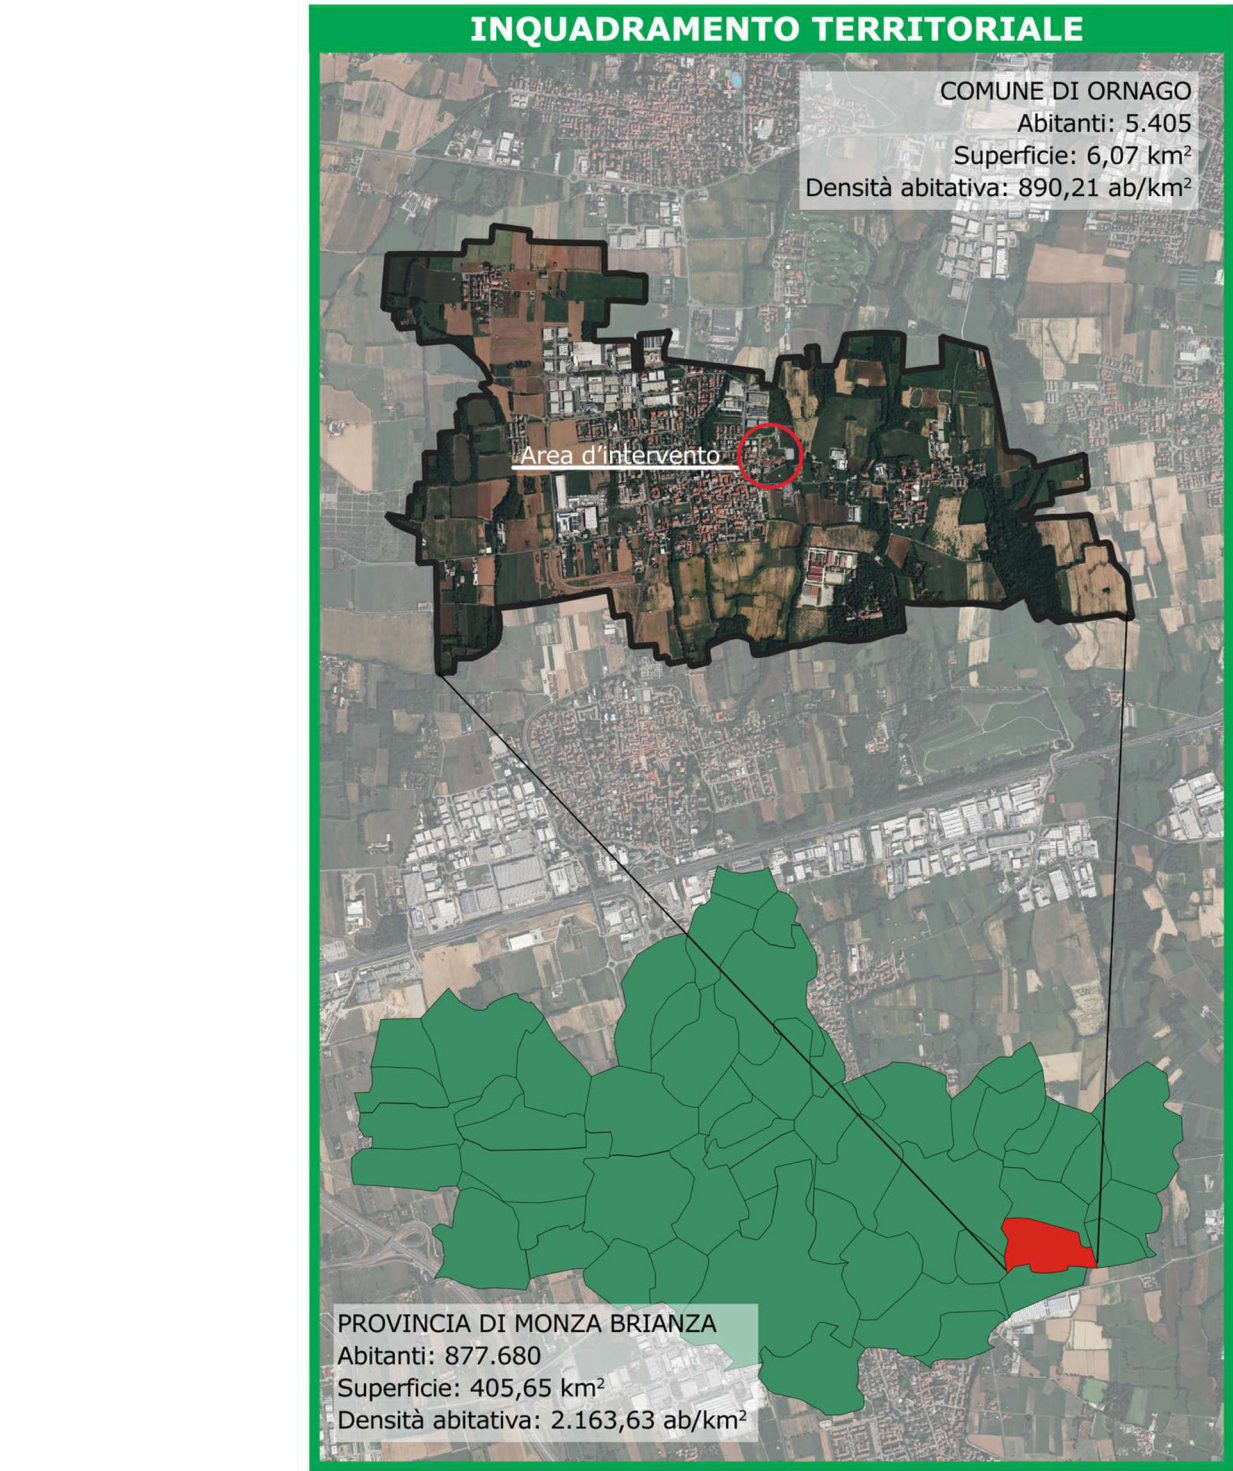 INQUADRAMENTO TERRITORIALE
COMUNE DI ORNAGO
Abitanti: 5.405
Superficie: 6,07 km²
Densità abitativa: 890,21 ab/km²
Area d'intervento
PROVINCIA DI MONZA BRIANZA
Abitanti: 877.680
Superficie: 405,65 km²
Densità abitativa: 2.163,63 ab/km²